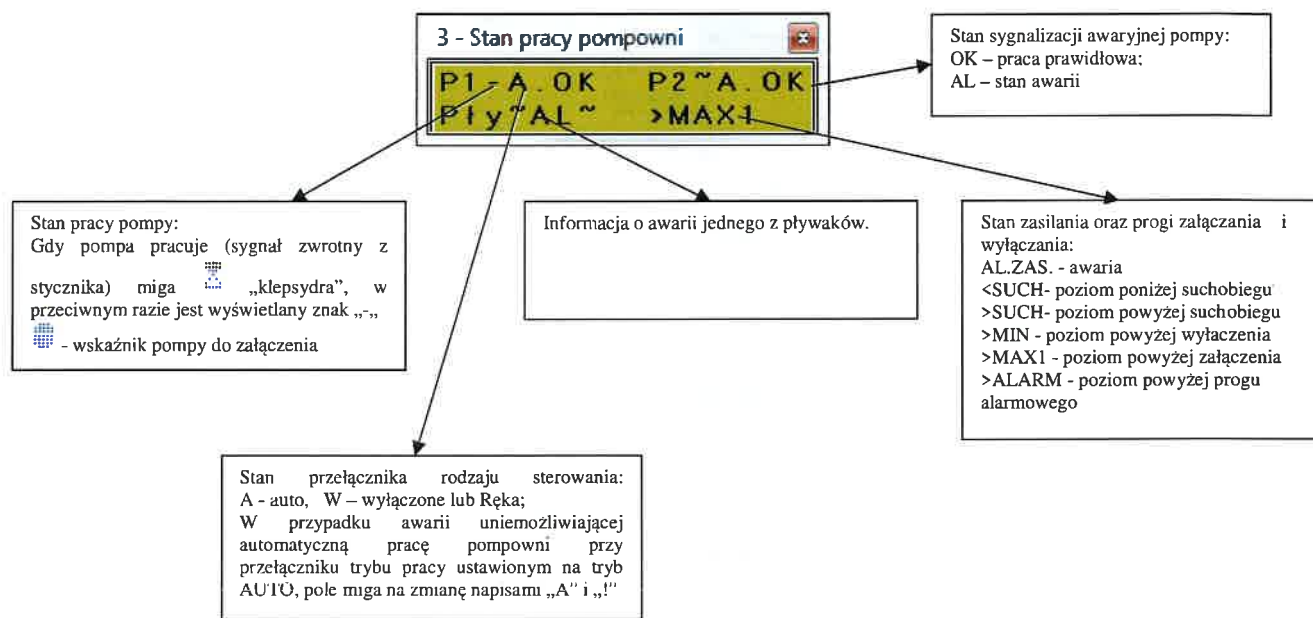 3 - Stan pracy pompowni
P1-A.OK P2~A.OK
Pły~AL~ >MAX1
Stan sygnalizacji awaryjnej pompy:
OK – praca prawidłowa;
AL – stan awarii
Stan pracy pompy:
Gdy pompa pracuje (sygnał zwrotny z
stycznika) miga „klepsydra”, w
przeciwnym razie jest wyświetlany znak „-„
- wskaźnik pompy do załączenia
Informacja o awarii jednego z pływaków.
Stan zasilania oraz progi załączania i
wyłączania:
AL.ZAS. - awaria
<SUCH- poziom poniżej suchobiegu
>SUCH- poziom powyżej suchobiegu
>MIN - poziom powyżej wyłaczenia
>MAX1 - poziom powyżej załączenia
>ALARM - poziom powyżej progu
alarmowego
Stan przełącznika rodzaju sterowania:
A - auto, W – wyłączone lub Ręka;
W przypadku awarii uniemożliwiającej
automatyczną pracę pompowni przy
przełączniku trybu pracy ustawionym na tryb
AUTO, pole miga na zmianę napisami „A” i „!”